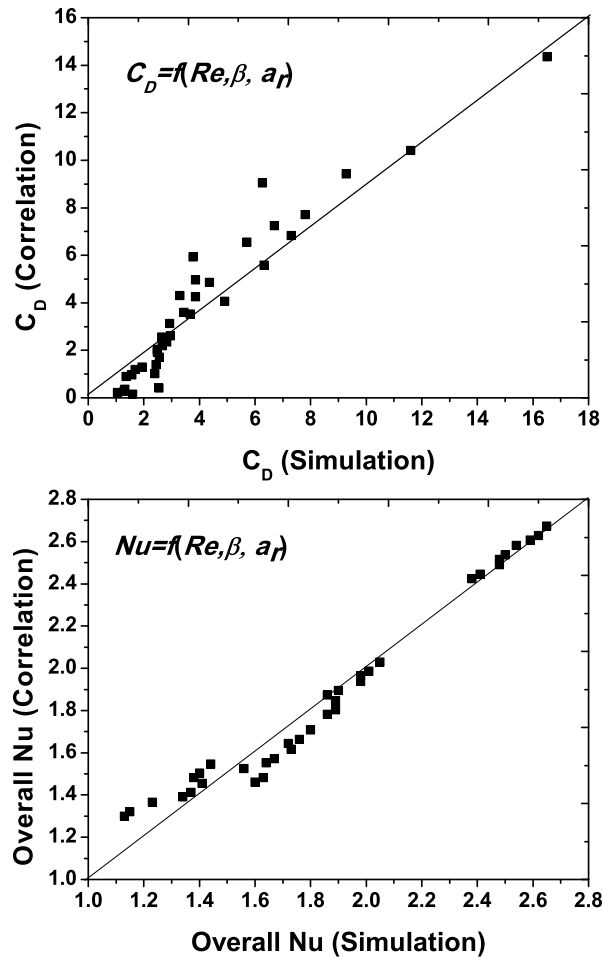 16
14
12
10
8
6
4
2
0
C_D (Correlation)
C_D=f(Re,β, a_r)
0 2 4 6 8 10 12 14 16 18
C_D (Simulation)
2.8
2.6
2.4
2.2
2.0
1.8
1.6
1.4
1.2
1.0
Overall Nu (Correlation)
Nu=f(Re,β, a_r)
1.0 1.2 1.4 1.6 1.8 2.0 2.2 2.4 2.6 2.8
Overall Nu (Simulation)